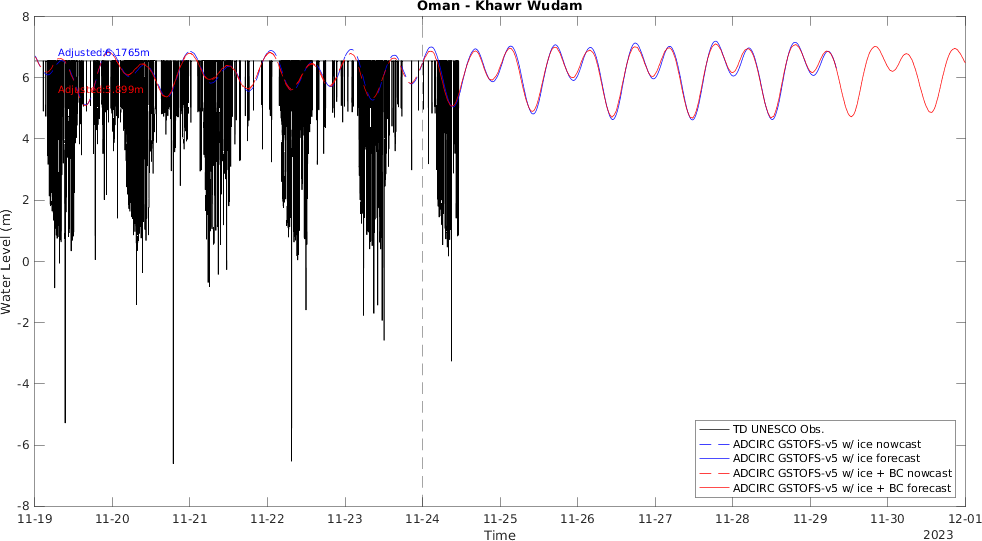 Oman - Khawr Wudam
Adjusted:6.1765m
Adjusted:5.899m
Water Level (m)
8
6
4
2
0
-2
-4
-6
-8
TD UNESCO Obs.
ADCIRC GSTOFS-v5 w/ ice nowcast
ADCIRC GSTOFS-v5 w/ ice forecast
ADCIRC GSTOFS-v5 w/ ice + BC nowcast
ADCIRC GSTOFS-v5 w/ ice + BC forecast
11-19 11-20 11-21 11-22 11-23 11-24 11-25 11-26 11-27 11-28 11-29 11-30 12-01
Time
2023